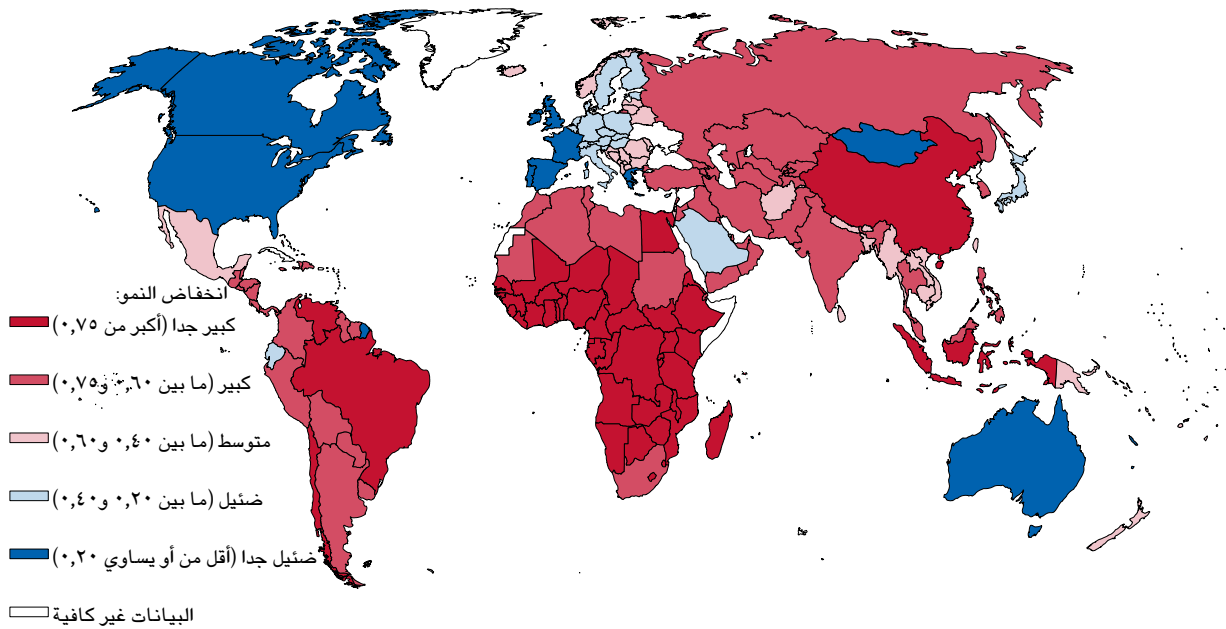 انخفاض النمو:
كبير جدا (أكبر من ٠,٧٥)
كبير (ما بين ٠,٦٠ و٠,٧٥)
متوسط (ما بين ٠,٤٠ و٠,٦٠)
ضئيل (ما بين ٠,٢٠ و٠,٤٠)
ضئيل جدا (أقل من أو يساوي ٠,٢٠)
البيانات غير كافية